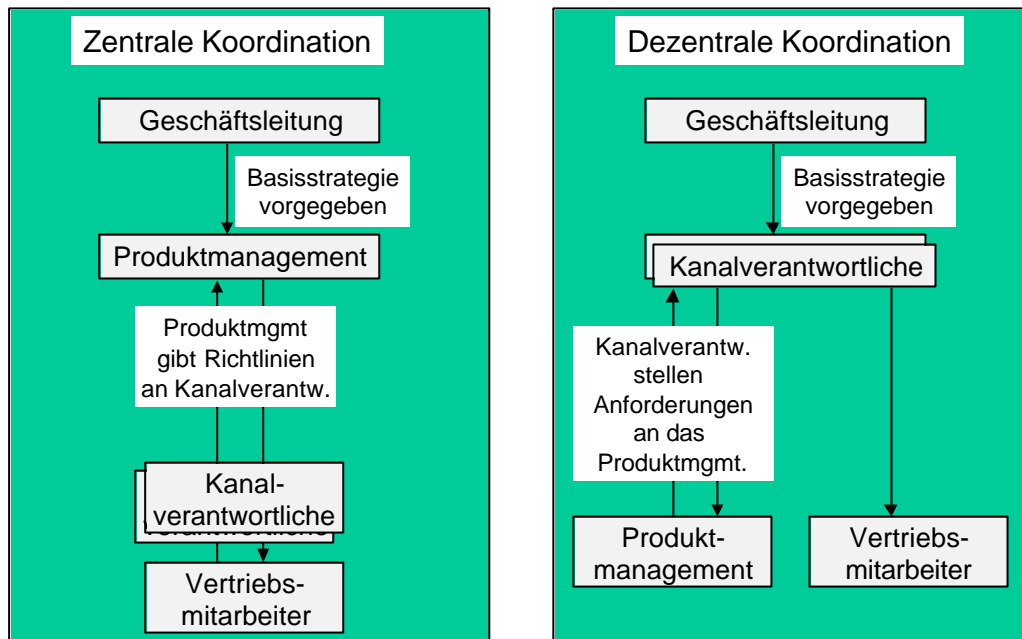 Zentrale Koordination
Geschäftsleitung
Basisstrategie
vorgegeben
Produktmanagement
Produktmgmt
gibt Richtlinien
an Kanalverantw.
Kanal-
verantwortliche
verantwortliche
Vertriebs-
mitarbeiter
Dezentrale Koordination
Geschäftsleitung
Basisstrategie
vorgegeben
Kanalverantwortliche
Kanalverantw.
stellen
Anforderungen
an das
Produktmgmt.
Produkt-
management
Vertriebs-
mitarbeiter